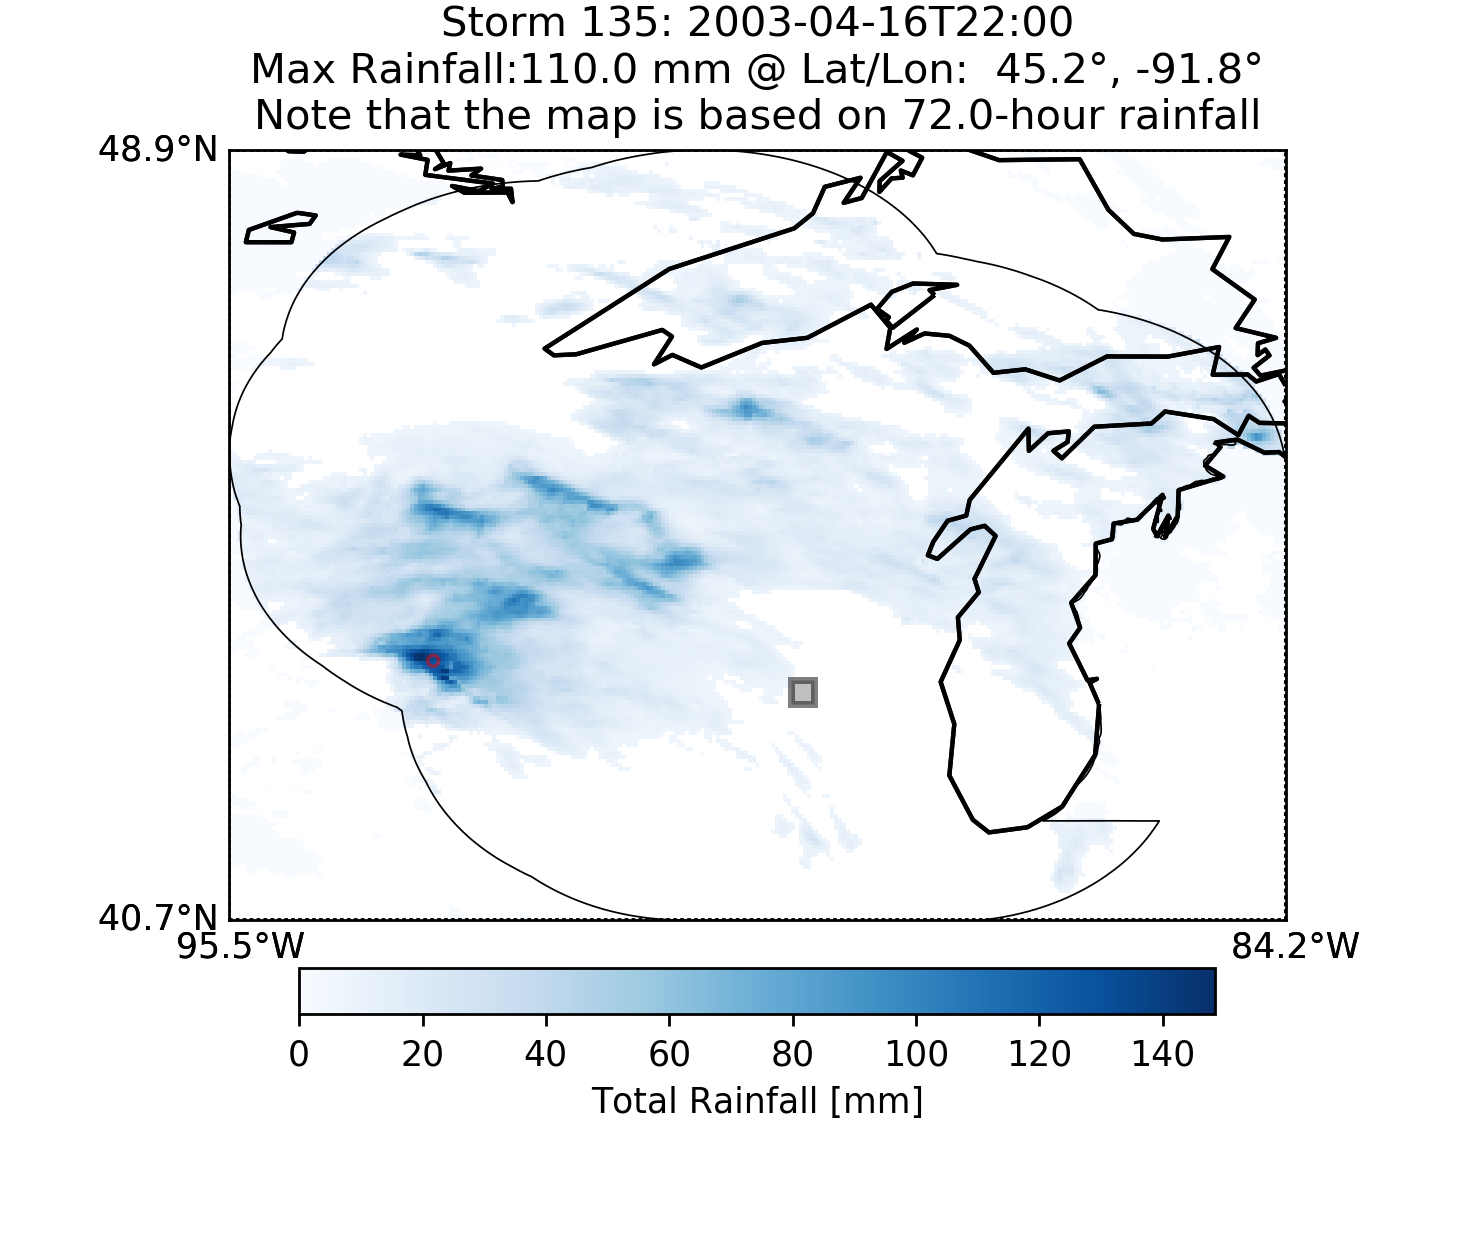 Storm 135: 2003-04-16T22:00
Max Rainfall:110.0 mm @ Lat/Lon:  45.2°, -91.8°
Note that the map is based on 72.0-hour rainfall
48.9°N
40.7°N
95.5°W 84.2°W
0 20 40 60 80 100 120 140
Total Rainfall [mm]